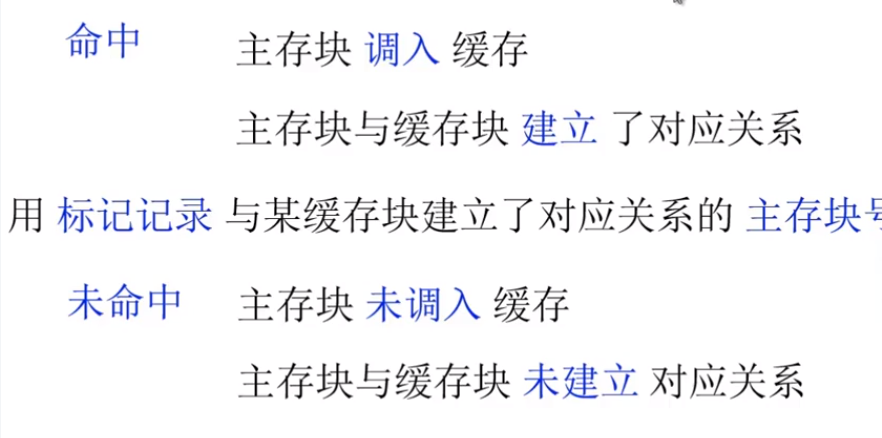 命中 主存块 调入 缓存
主存块与缓存块 建立 了对应关系
用 标记记录 与某缓存块建立了对应关系的 主存块号
未命中 主存块 未调入 缓存
主存块与缓存块 未建立 对应关系